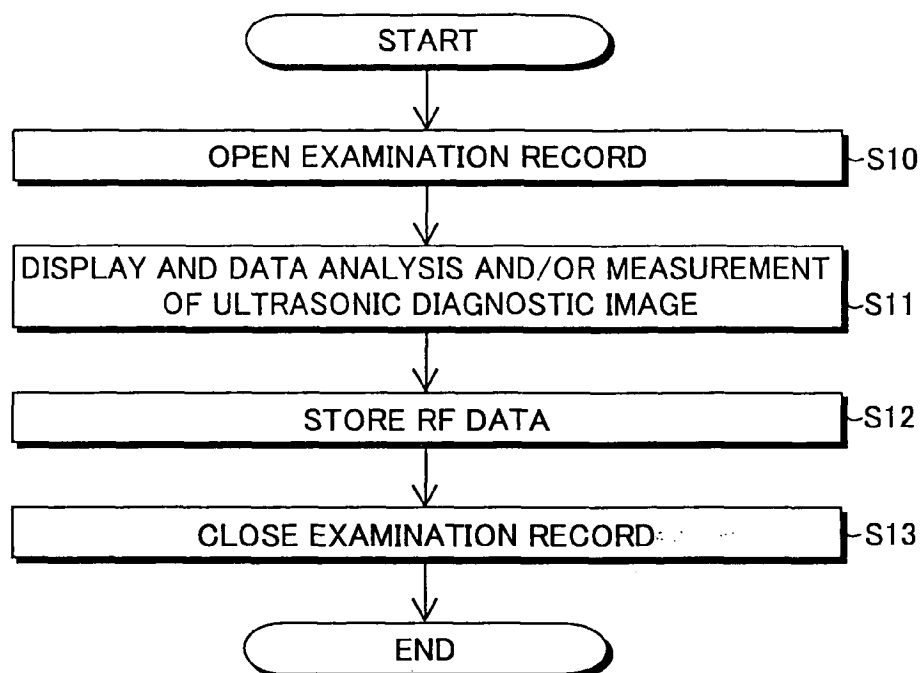 START
OPEN EXAMINATION RECORD
S10
DISPLAY AND DATA ANALYSIS AND/OR MEASUREMENT
OF ULTRASONIC DIAGNOSTIC IMAGE
S11
STORE RF DATA
S12
CLOSE EXAMINATION RECORD
S13
END